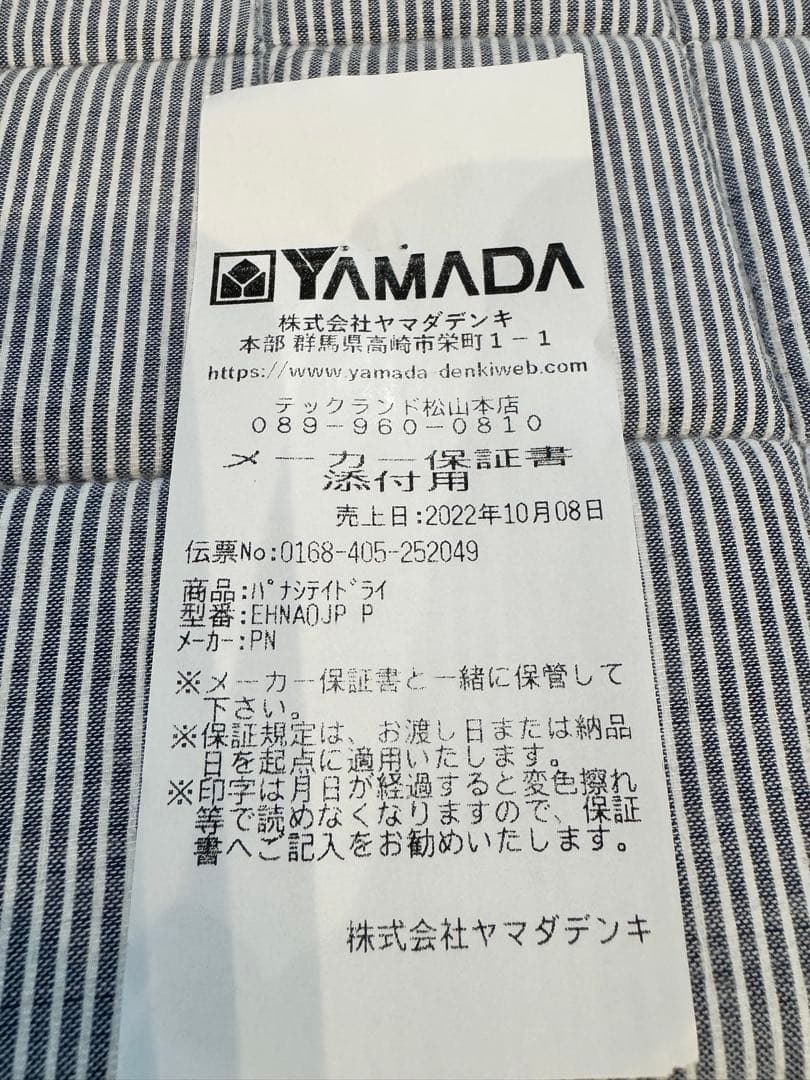 YAMADA
株式会社ヤマダデンキ
本部 群馬県高崎市栄町1-1
https://www.yamada-denkiweb.com
テックランド松山本店
089-960-0810
メーカー保証書
添付用
売上日:2022年10月08日
伝票No:0168-405-252049
商品:ﾊﾟﾅｼﾃｲﾄﾞﾗｲ
型番:EHNA0JP P
ﾒｰｶｰ:PN
※メーカー保証書と一緒に保管して
下さい。
※保証規定は、お渡し日または納品
日を起点に適用いたします。
※印字は月日が経過すると変色擦れ
等で読めなくなりますので、保証
書へご記入をお勧めいたします。
株式会社ヤマダデンキ